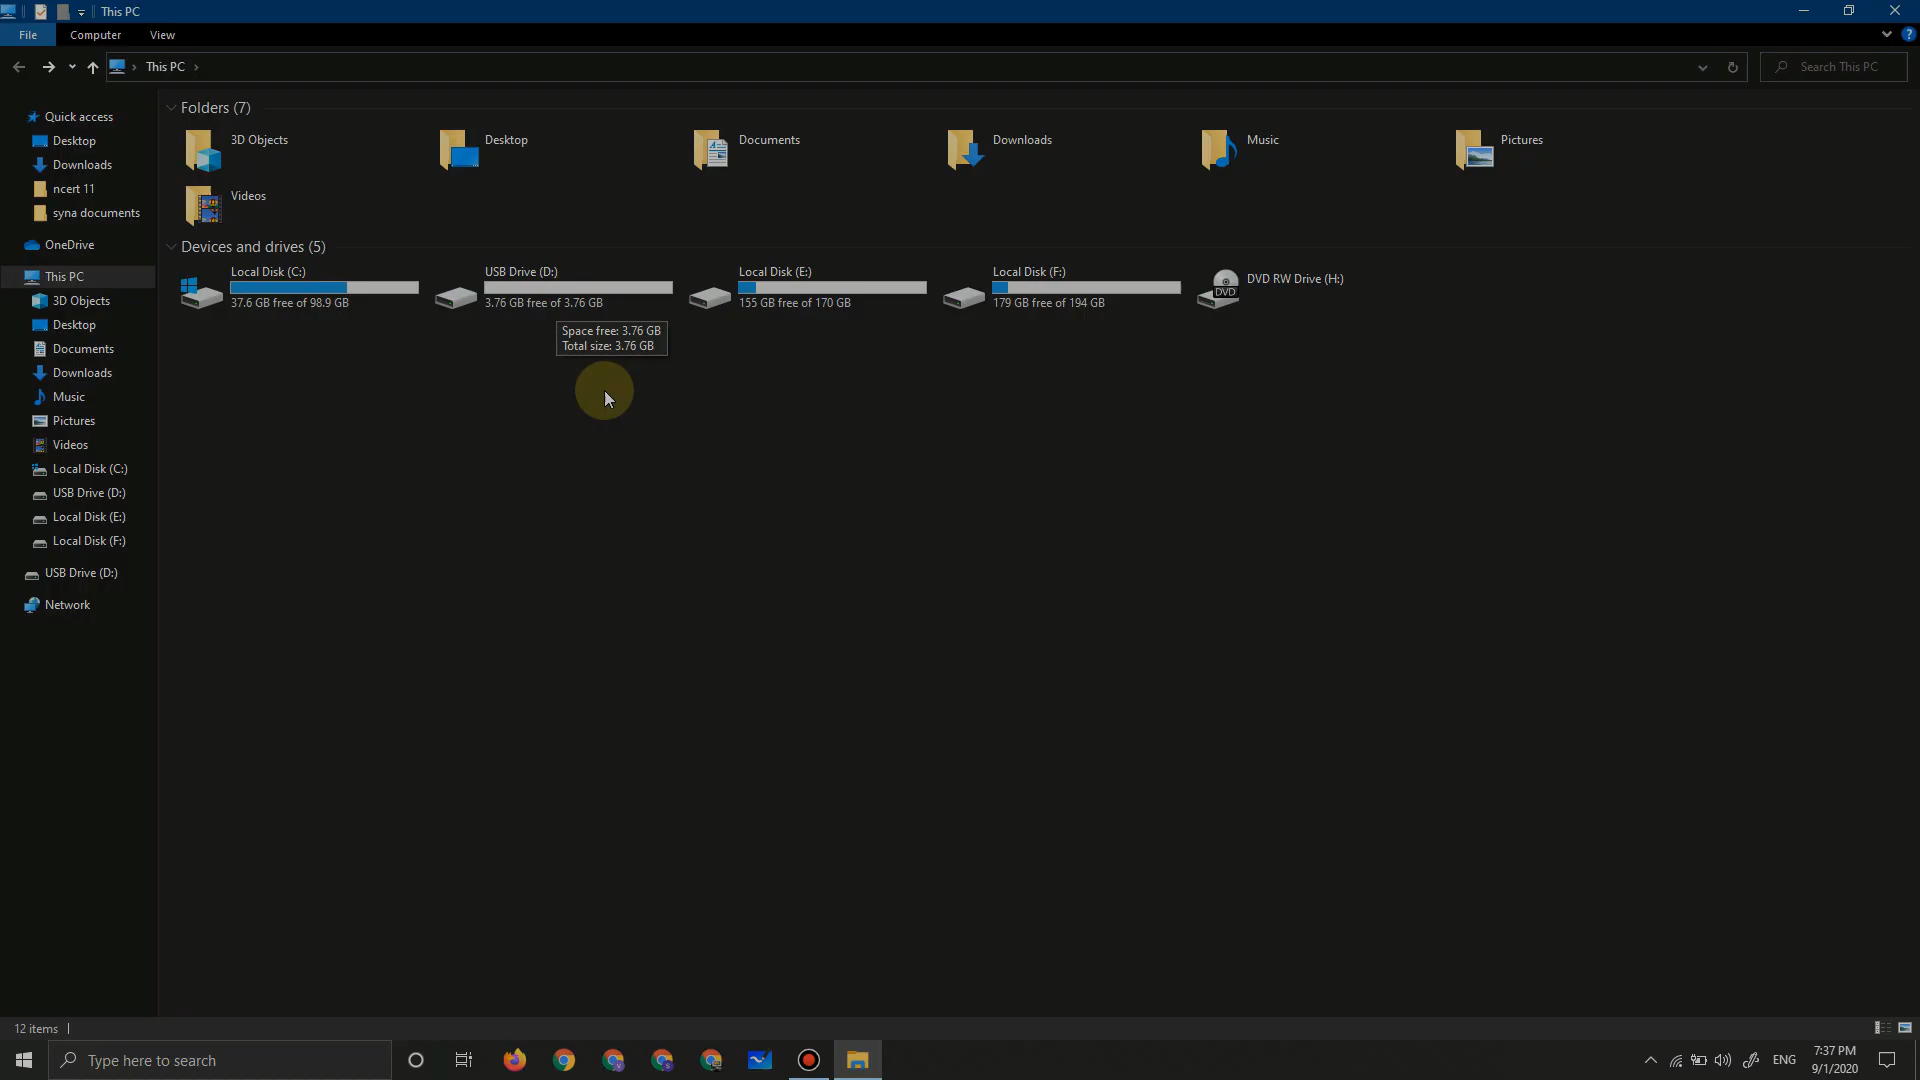 This PC
File Computer View
This PC
Search This PC
Quick access
Desktop
Downloads
ncert 11
syna documents
OneDrive
This PC
3D Objects
Desktop
Documents
Downloads
Music
Pictures
Videos
Local Disk (C:)
USB Drive (D:)
Local Disk (E:)
Local Disk (F:)
USB Drive (D:)
Network
Folders (7)
3D Objects
Desktop
Documents
Downloads
Music
Pictures
Videos
Devices and drives (5)
Local Disk (C:)
37.6 GB free of 98.9 GB
USB Drive (D:)
3.76 GB free of 3.76 GB
Local Disk (E:)
155 GB free of 170 GB
Local Disk (F:)
179 GB free of 194 GB
DVD
DVD RW Drive (H:)
Space free: 3.76 GB
Total size: 3.76 GB
12 items
Type here to search
ENG
7:37 PM
9/1/2020